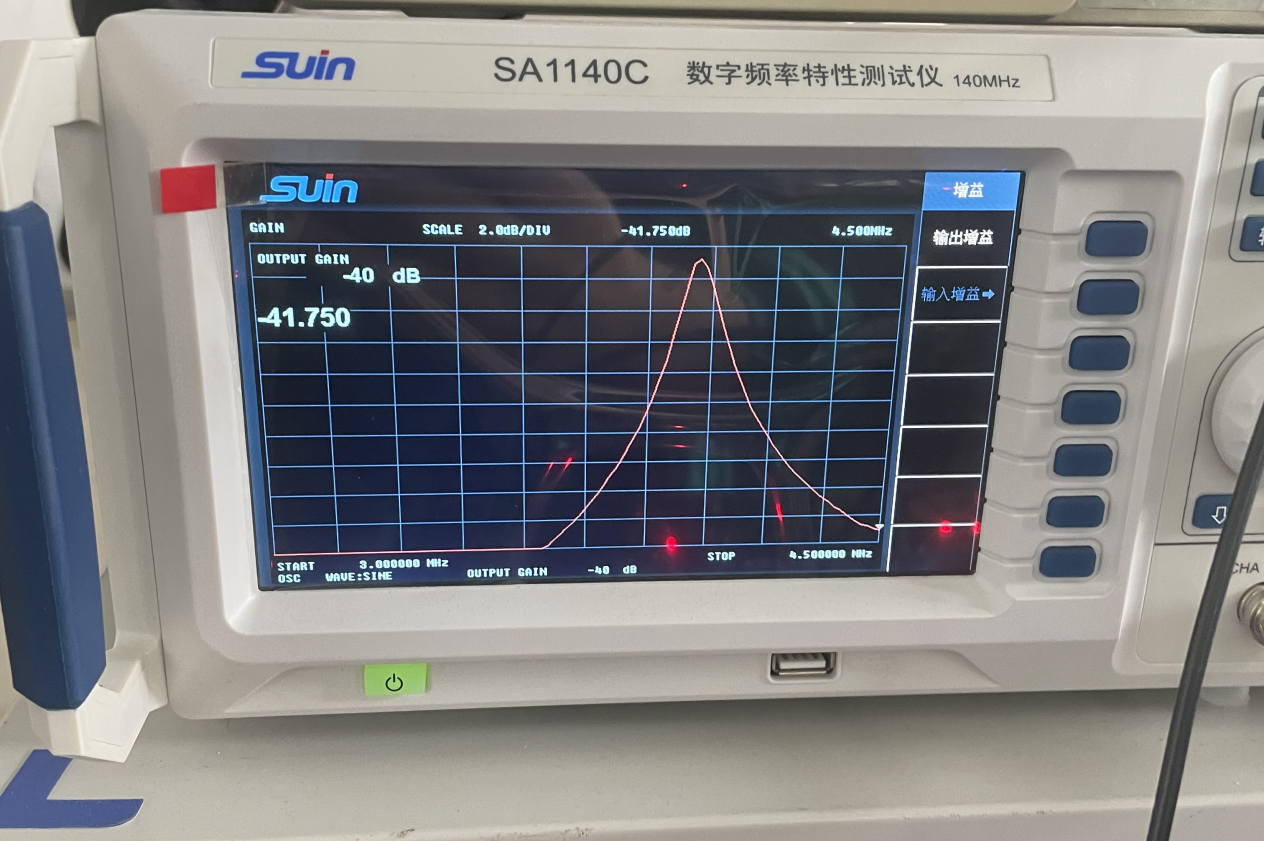 SUin SA1140C 数字频率特性测试仪 140MHz
SUin
增益
GAIN SCALE 2.0dB/DIV -41.750dB 4.500MHz
输出增益
OUTPUT GAIN
-40 dB
输入增益➡
-41.750
START 3.000000 MHz STOP 4.500000 MHz
OSC WAVE:SINE OUTPUT GAIN -40 dB
CHA